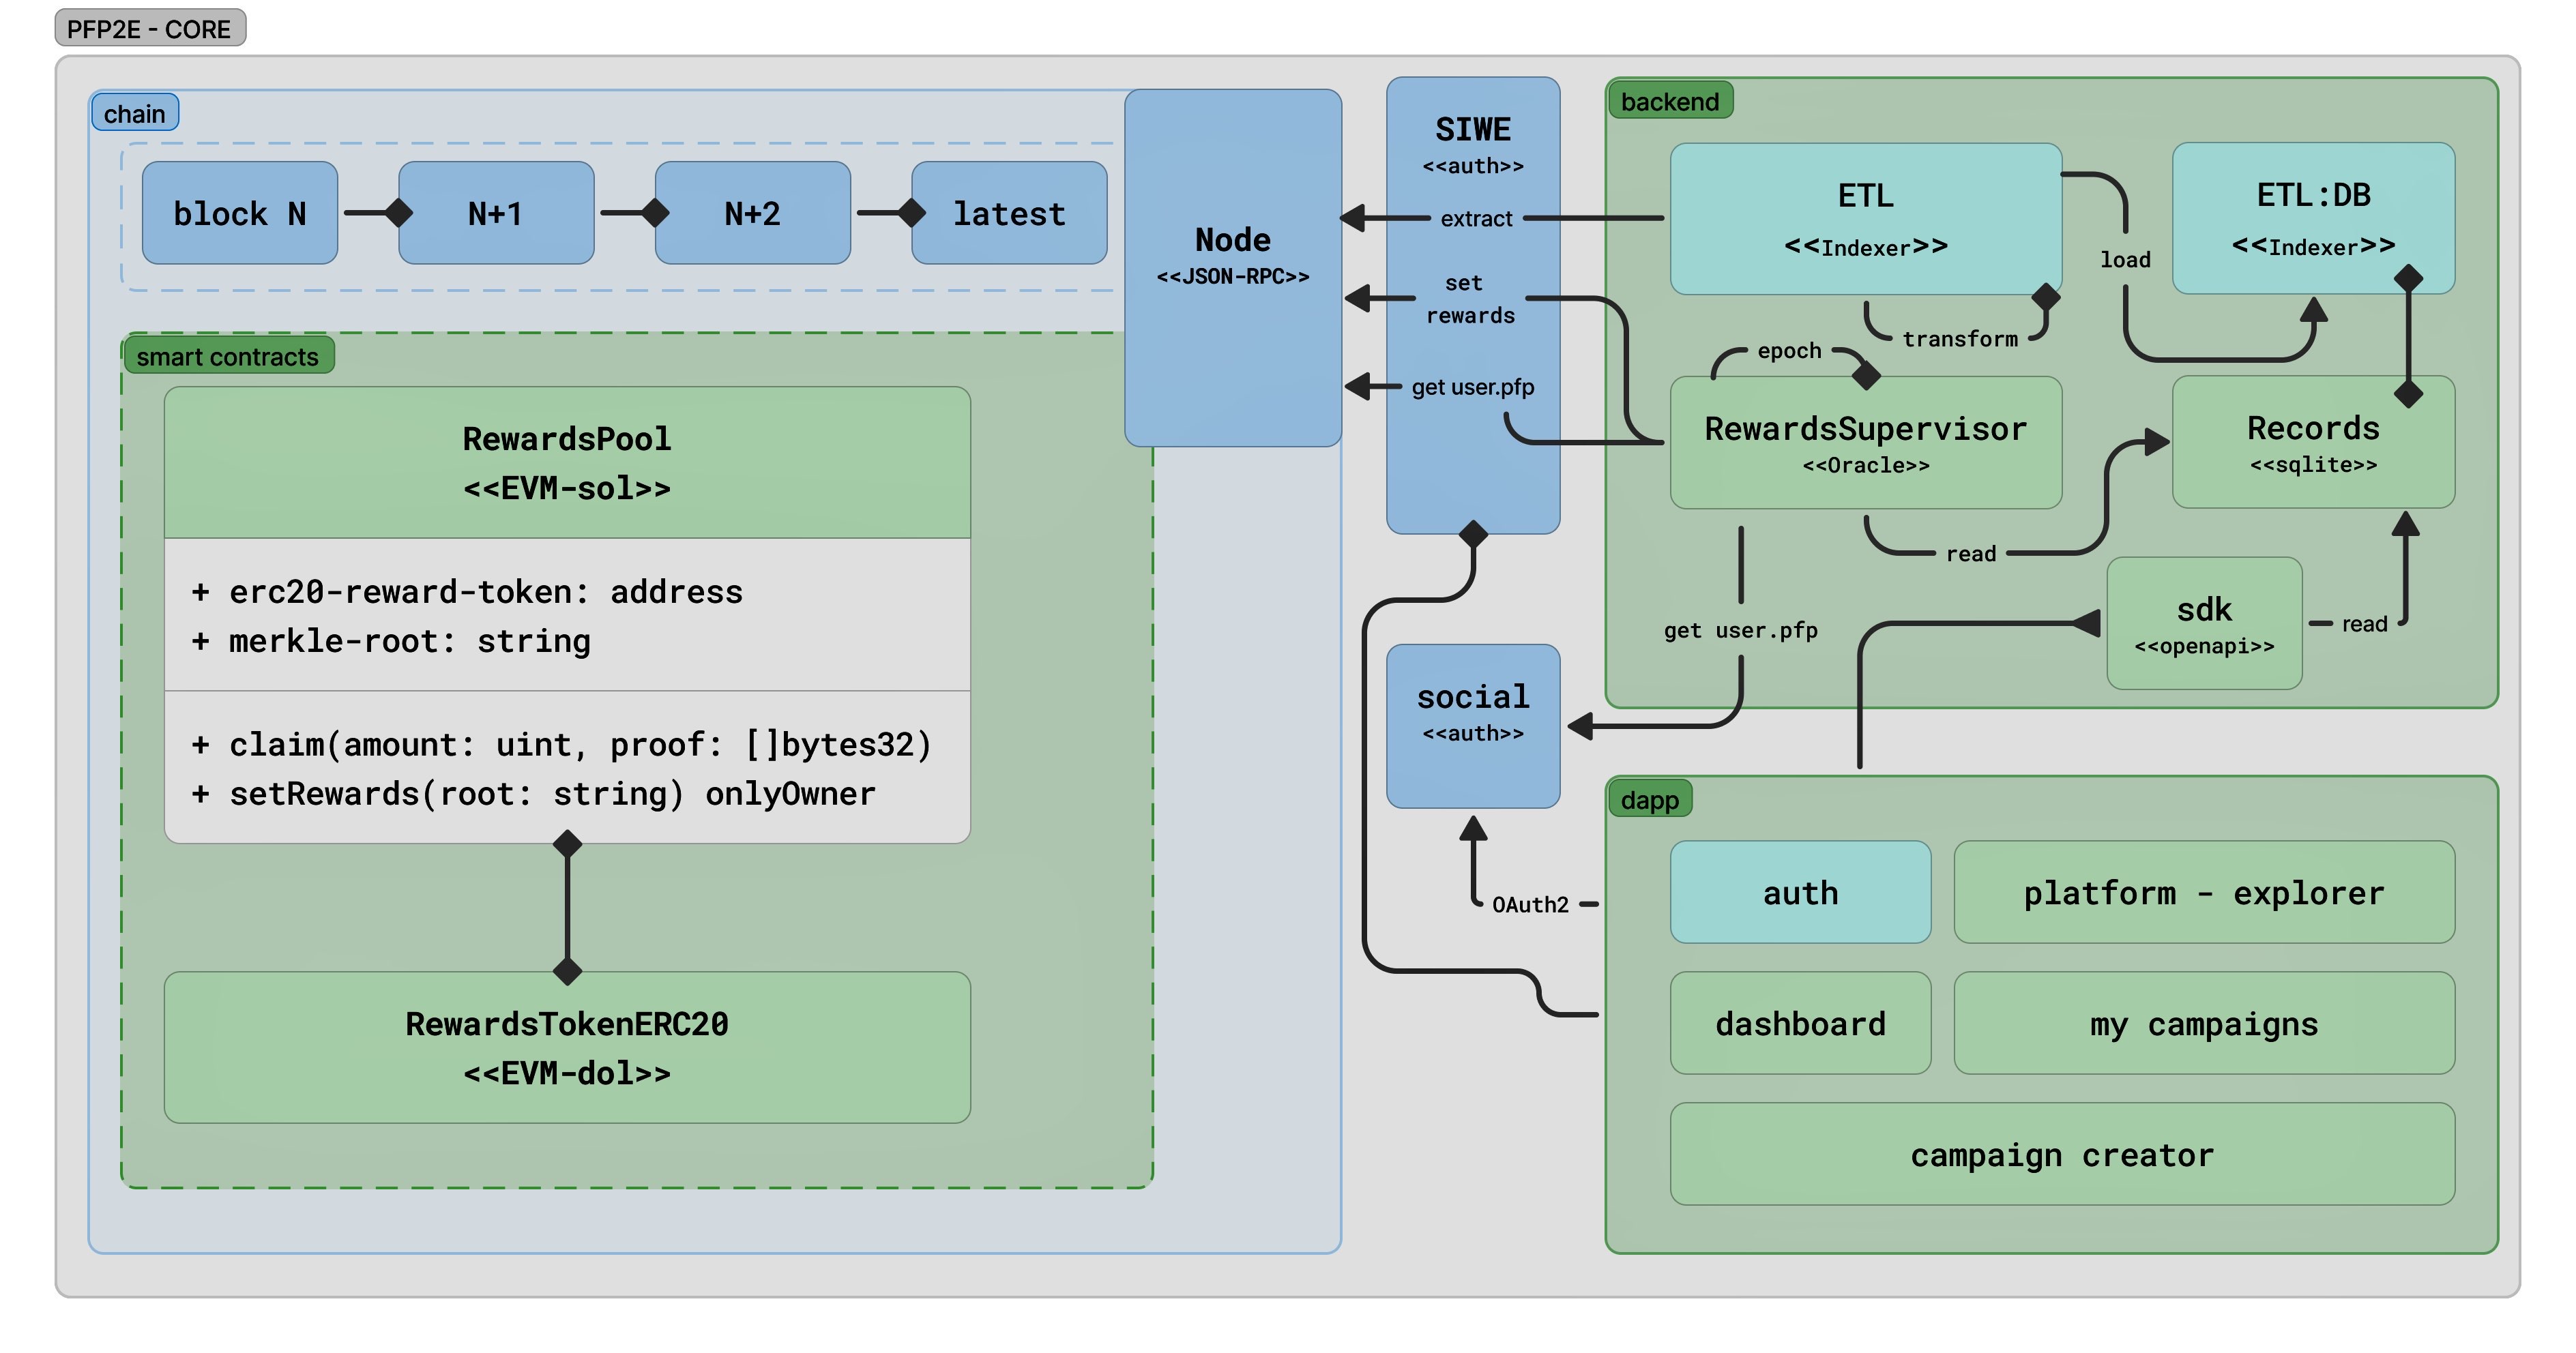 PFP2E - CORE
chain
block N
N+1
N+2
latest
Node
<<JSON-RPC>>
smart contracts
RewardsPool
<<EVM-sol>>
+ erc20-reward-token: address
+ merkle-root: string
+ claim(amount: uint, proof: []bytes32)
+ setRewards(root: string) onlyOwner
RewardsTokenERC20
<<EVM-dol>>
SIWE
<<auth>>
extract
set
rewards
get user.pfp
social
<<auth>>
OAuth2
backend
ETL
<<Indexer>>
load
ETL:DB
<<Indexer>>
transform
epoch
RewardsSupervisor
<<Oracle>>
Records
<<sqlite>>
read
get user.pfp
sdk
<<openapi>>
read
dapp
auth
platform - explorer
dashboard
my campaigns
campaign creator